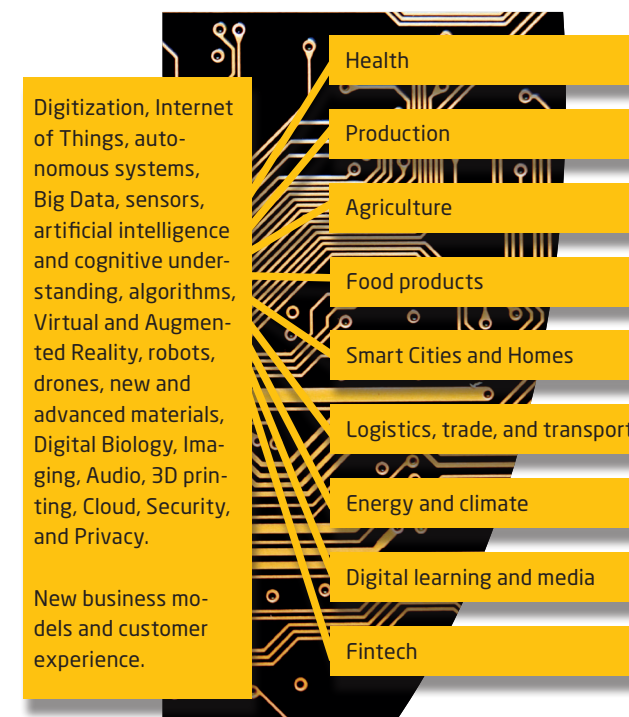 Digitization, Internet
of Things, auto-
nomous systems,
Big Data, sensors,
artificial intelligence
and cognitive under-
standing, algorithms,
Virtual and Augmen-
ted Reality, robots,
drones, new and
advanced materials,
Digital Biology, Ima-
ging, Audio, 3D prin-
ting, Cloud, Security,
and Privacy.
New business mo-
dels and customer
experience.
Health
Production
Agriculture
Food products
Smart Cities and Homes
Logistics, trade, and transport
Energy and climate
Digital learning and media
Fintech